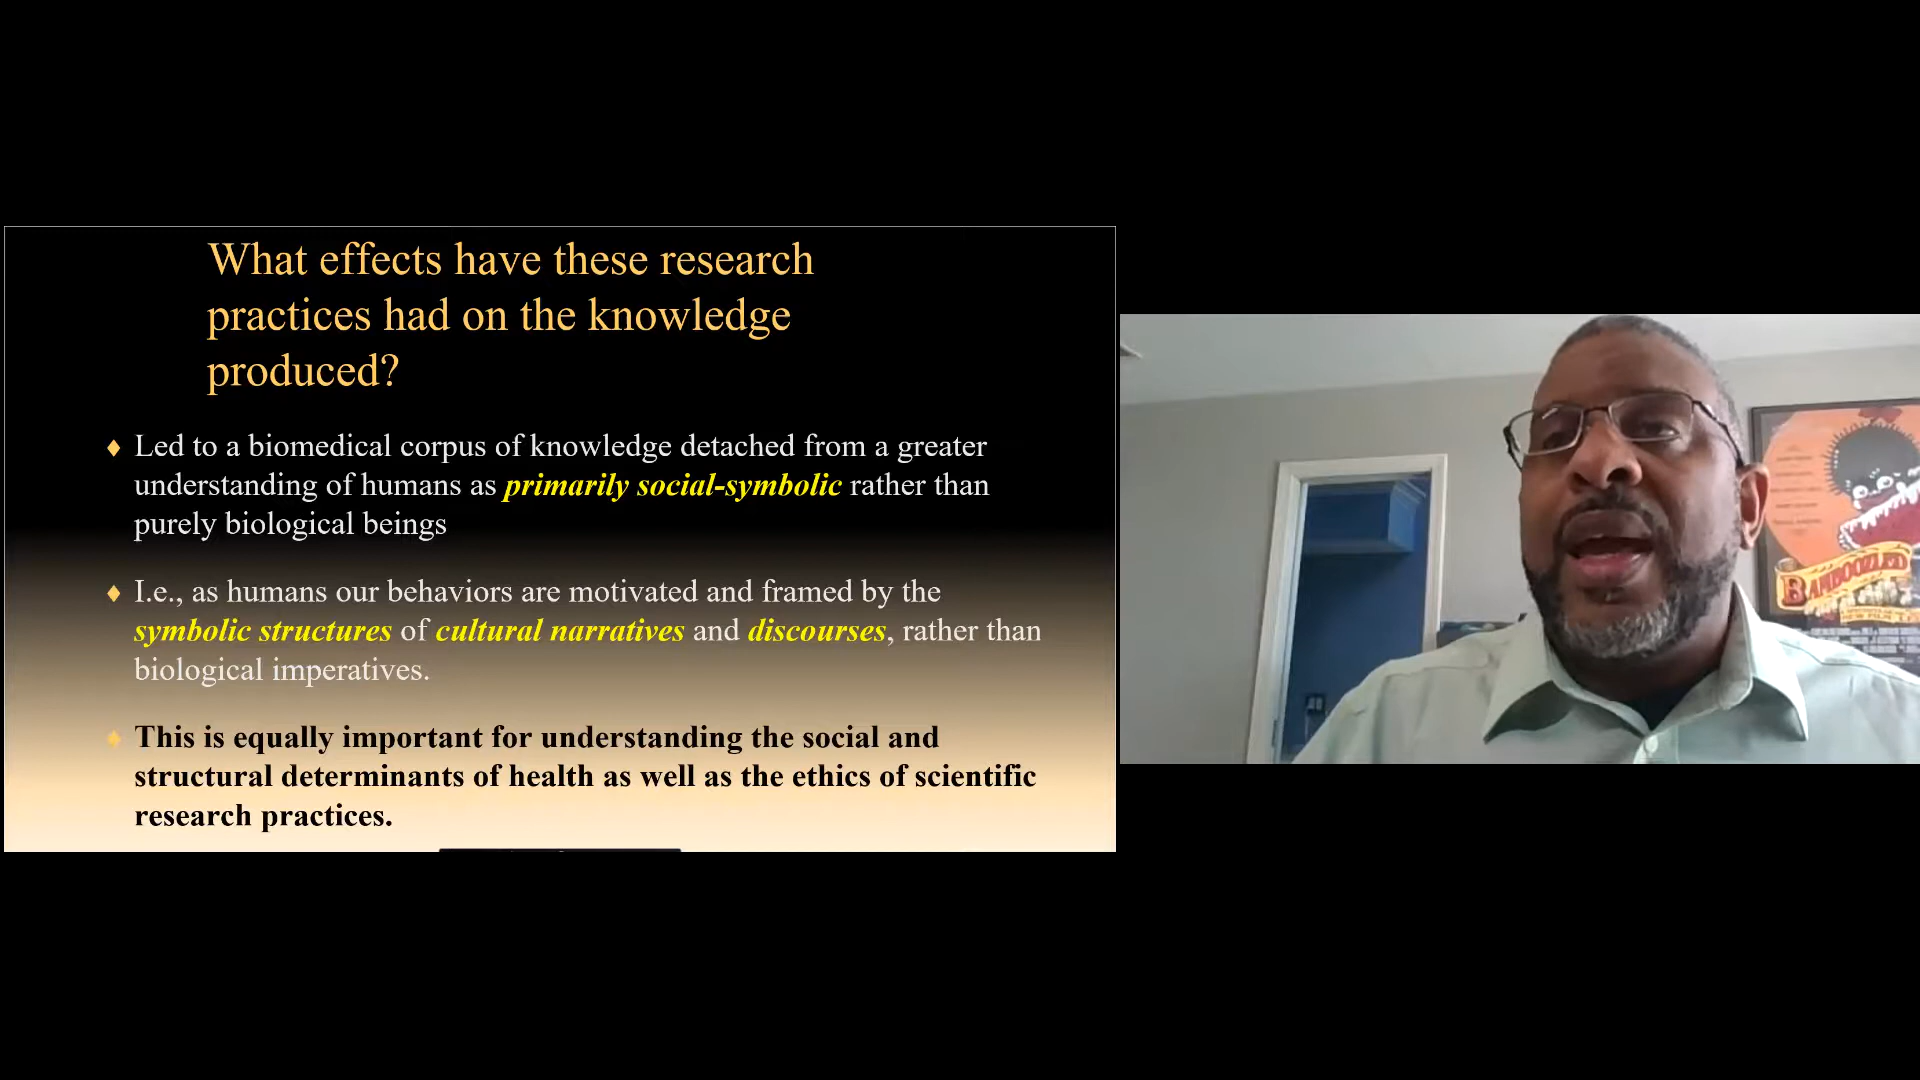 What effects have these research
practices had on the knowledge
produced?
♦ Led to a biomedical corpus of knowledge detached from a greater
understanding of humans as primarily social-symbolic rather than
purely biological beings
♦ I.e., as humans our behaviors are motivated and framed by the
symbolic structures of cultural narratives and discourses, rather than
biological imperatives.
♦ This is equally important for understanding the social and
structural determinants of health as well as the ethics of scientific
research practices.
BAMBOOZLED